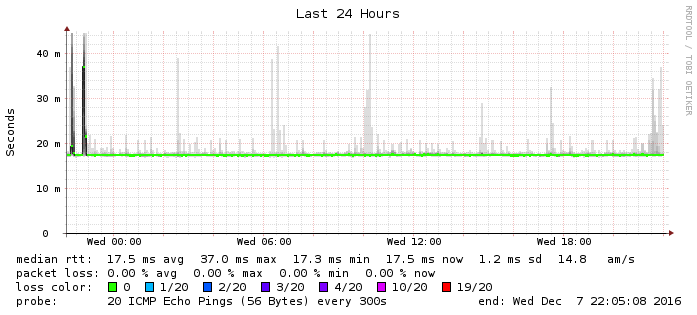 Last 24 Hours
RRDTOOL / TOBI OETIKER
Seconds
40 m
30 m
20 m
10 m
0
Wed 00:00 Wed 06:00 Wed 12:00 Wed 18:00
median rtt: 17.5 ms avg 37.0 ms max 17.3 ms min 17.5 ms now 1.2 ms sd 14.8 am/s
packet loss: 0.00 % avg 0.00 % max 0.00 % min 0.00 % now
loss color: 0 1/20 2/20 3/20 4/20 10/20 19/20
probe: 20 ICMP Echo Pings (56 Bytes) every 300s end: Wed Dec 7 22:05:08 2016